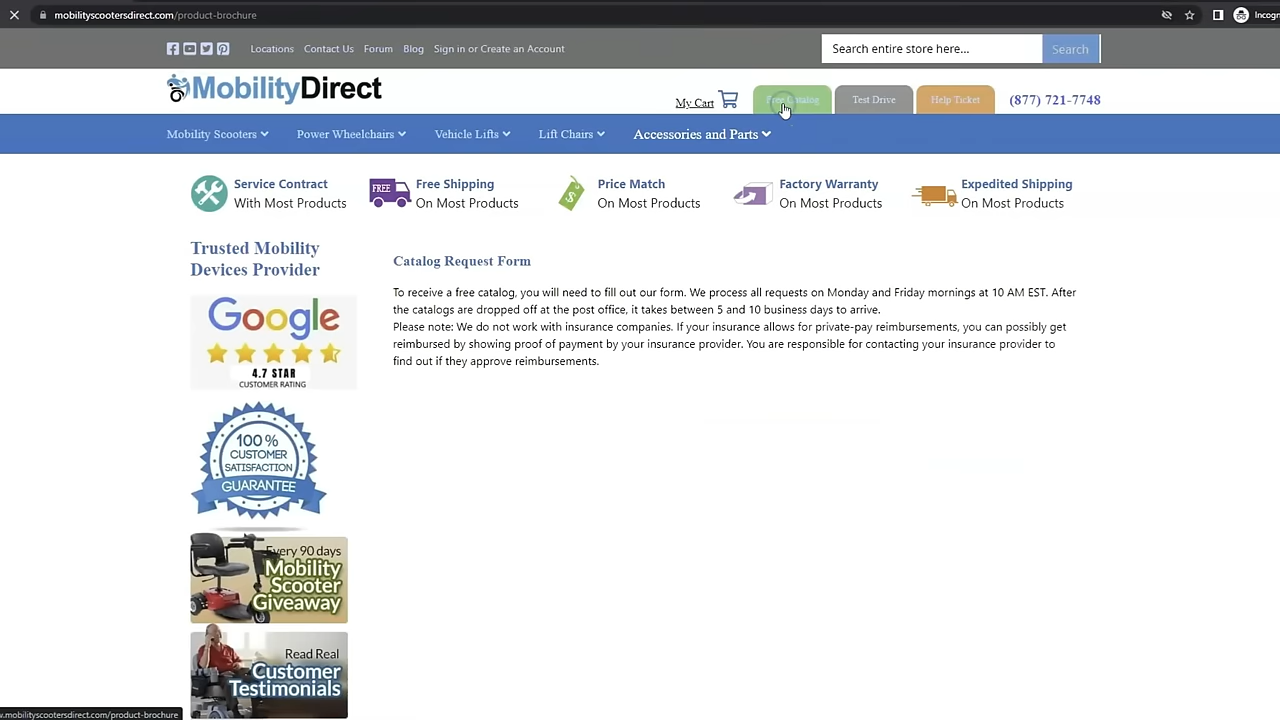 mobilityscootersdirect.com/product-brochure
Incogn
Locations Contact Us Forum Blog Sign in or Create an Account
Search entire store here... Search
MobilityDirect
My Cart Free Catalog Test Drive Help Ticket (877) 721-7748
Mobility Scooters Power Wheelchairs Vehicle Lifts Lift Chairs Accessories and Parts
Service Contract
With Most Products
FREE
Free Shipping
On Most Products
$
Price Match
On Most Products
Factory Warranty
On Most Products
Expedited Shipping
On Most Products
Trusted Mobility
Devices Provider
Google
4.7 STAR
CUSTOMER RATING
100%
CUSTOMER
SATISFACTION
GUARANTEE
Every 90 days
Mobility
Scooter
Giveaway
Read Real
Customer
Testimonials
Catalog Request Form
To receive a free catalog, you will need to fill out our form. We process all requests on Monday and Friday mornings at 10 AM EST. After
the catalogs are dropped off at the post office, it takes between 5 and 10 business days to arrive.
Please note: We do not work with insurance companies. If your insurance allows for private-pay reimbursements, you can possibly get
reimbursed by showing proof of payment by your insurance provider. You are responsible for contacting your insurance provider to
find out if they approve reimbursements.
w.mobilityscootersdirect.com/product-brochure